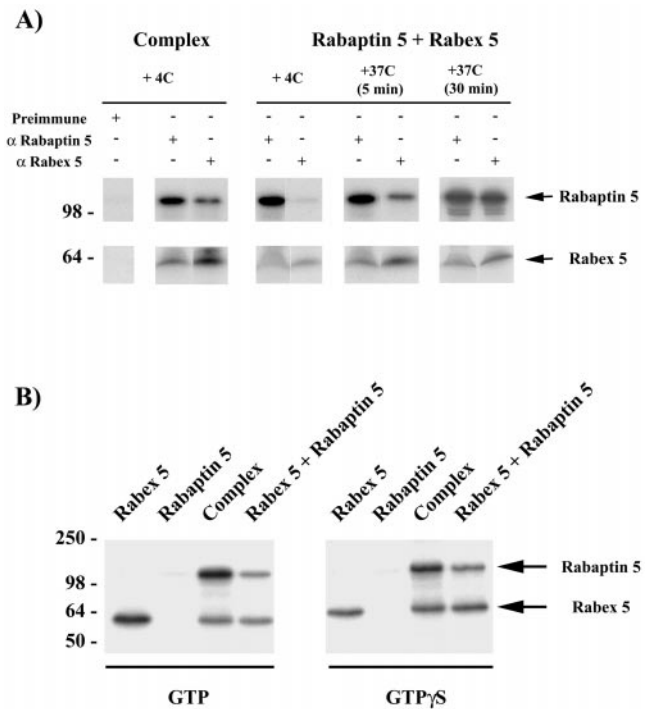 A)
Complex Rabaptin 5 + Rabex 5
+ 4C + 4C +37C (5 min) +37C (30 min)
Preimmune + - - - - - - - -
α Rabaptin 5 - + - + - + - + -
α Rabex 5 - - + - + - + - +
98 - Rabaptin 5
64 - Rabex 5
B)
Rabex 5 Rabaptin 5 Complex Rabex 5 + Rabaptin 5 Rabex 5 Rabaptin 5 Complex Rabex 5 + Rabaptin 5
250 -
98 - Rabaptin 5
64 - Rabex 5
50 -
GTP GTPγS